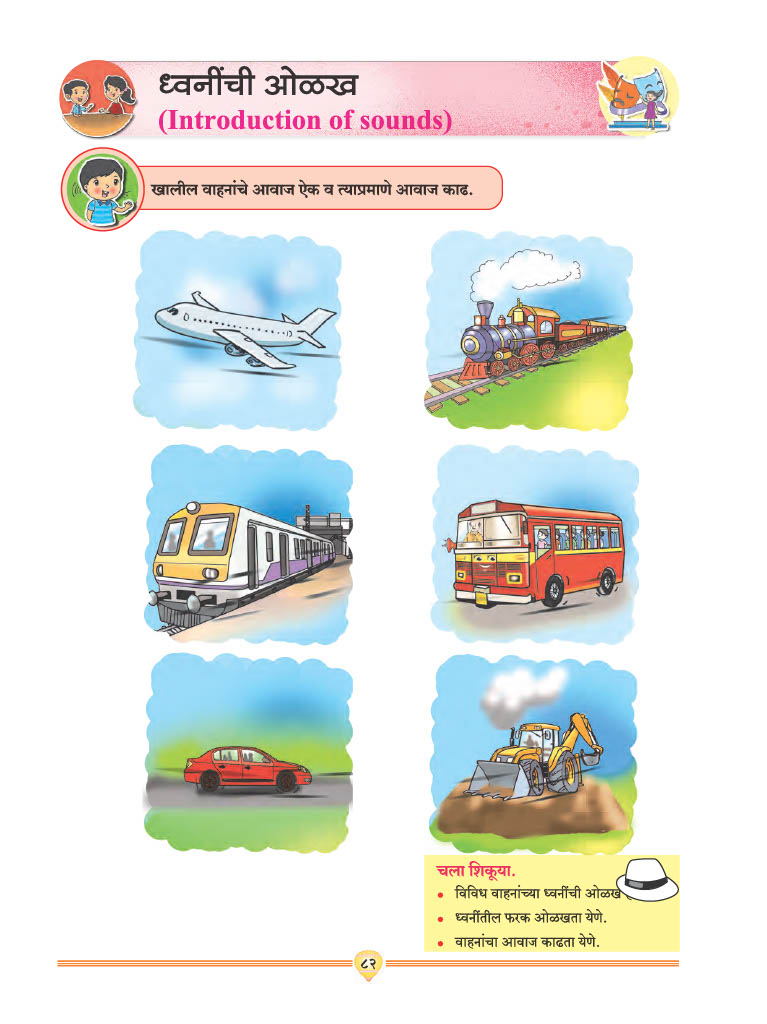 ध्वनींची ओळख
(Introduction of sounds)
खालील वाहनांचे आवाज ऐक व त्याप्रमाणे आवाज काढ.
चला शिकूया.
• विविध वाहनांच्या ध्वनींची ओळख
• ध्वनींतील फरक ओळखता येणे.
• वाहनांचा आवाज काढता येणे.
८२